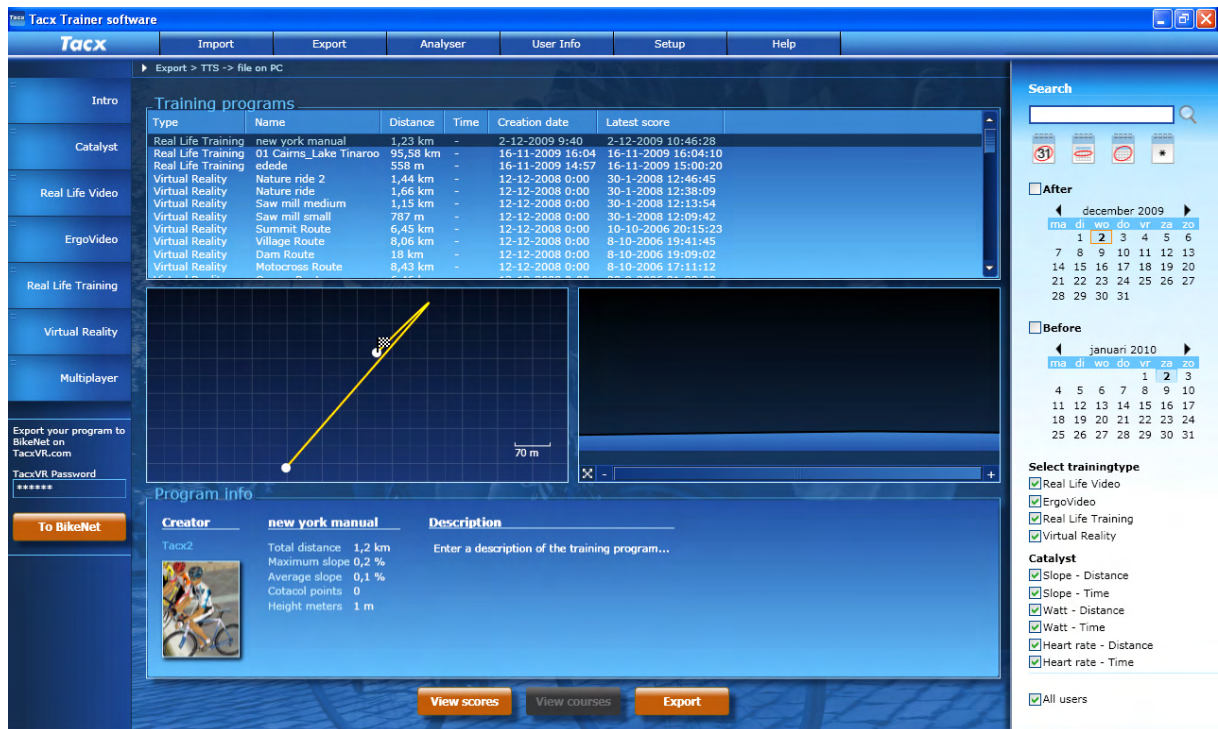 Tacx Tacx Trainer software
Tacx Import Export Analyser User Info Setup Help
Export > TTS -> file on PC
Intro
Catalyst
Real Life Video
ErgoVideo
Real Life Training
Virtual Reality
Multiplayer
Export your program to
BikeNet on
TacxVR.com
TacxVR Password
******
To BikeNet
Training programs
Type Name Distance Time Creation date Latest score
Real Life Training new york manual 1,23 km - 2-12-2009 9:40 2-12-2009 10:46:28
Real Life Training 01 Cairns_Lake Tinaroo 95,58 km - 16-11-2009 16:04 16-11-2009 16:04:10
Real Life Training edede 558 m - 16-11-2009 14:57 16-11-2009 15:00:20
Virtual Reality Nature ride 2 1,44 km - 12-12-2008 0:00 30-1-2008 12:46:45
Virtual Reality Nature ride 1,66 km - 12-12-2008 0:00 30-1-2008 12:38:09
Virtual Reality Saw mill medium 1,15 km - 12-12-2008 0:00 30-1-2008 12:13:54
Virtual Reality Saw mill small 787 m - 12-12-2008 0:00 30-1-2008 12:09:42
Virtual Reality Summit Route 6,45 km - 12-12-2008 0:00 10-10-2006 20:15:23
Virtual Reality Village Route 8,06 km - 12-12-2008 0:00 8-10-2006 19:41:45
Virtual Reality Dam Route 18 km - 12-12-2008 0:00 8-10-2006 19:09:02
Virtual Reality Motocross Route 8,43 km - 12-12-2008 0:00 8-10-2006 17:11:12
70 m
- +
Program info
Creator
Tacx2
new york manual
Total distance 1,2 km
Maximum slope 0,2 %
Average slope 0,1 %
Cotacol points 0
Height meters 1 m
Description
Enter a description of the training program...
View scores View courses Export
Search
31 *
After
december 2009
ma di wo do vr za zo
1 2 3 4 5 6
7 8 9 10 11 12 13
14 15 16 17 18 19 20
21 22 23 24 25 26 27
28 29 30 31
Before
januari 2010
ma di wo do vr za zo
1 2 3
4 5 6 7 8 9 10
11 12 13 14 15 16 17
18 19 20 21 22 23 24
25 26 27 28 29 30 31
Select trainingtype
Real Life Video
ErgoVideo
Real Life Training
Virtual Reality
Catalyst
Slope - Distance
Slope - Time
Watt - Distance
Watt - Time
Heart rate - Distance
Heart rate - Time
All users